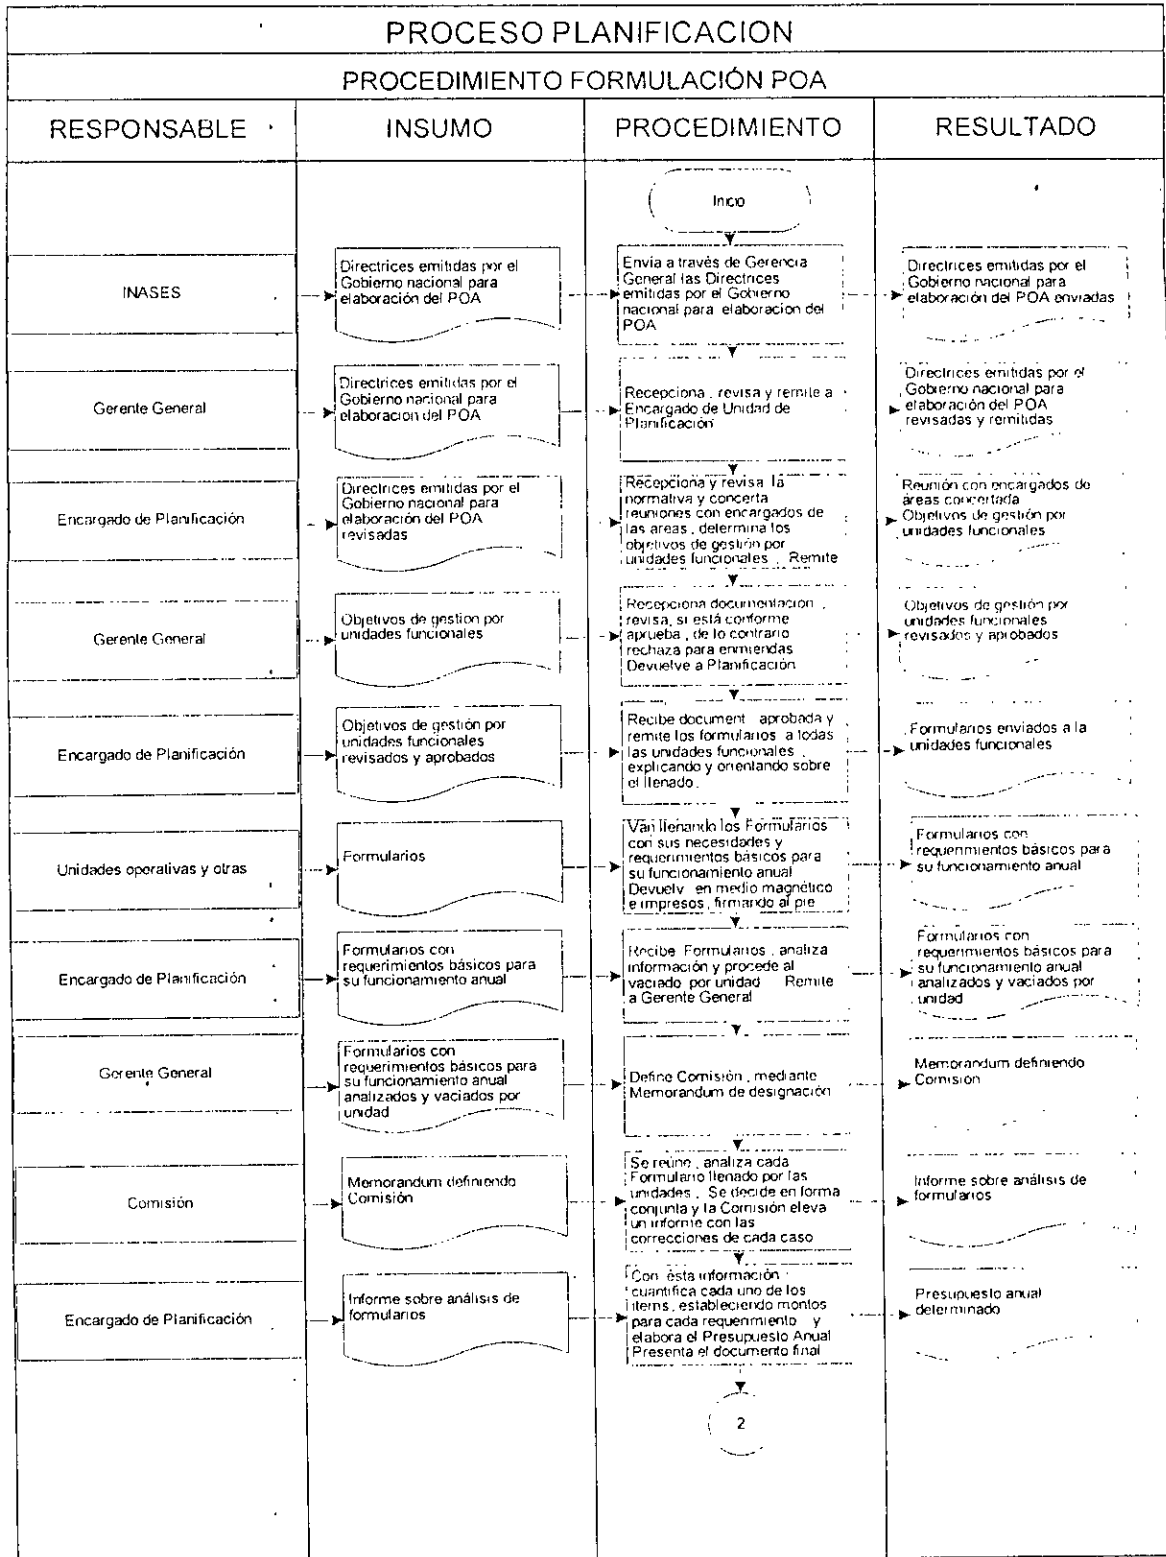 PROCESO PLANIFICACION
PROCEDIMIENTO FORMULACIÓN POA
RESPONSABLE
INSUMO
PROCEDIMIENTO
RESULTADO
Inicio
INASES
Directrices emitidas por el
Gobierno nacional para
elaboración del POA
Envia a través de Gerencia
General las Directrices
emitidas por el Gobierno
nacional para elaboracion del
POA
Directrices emitidas por el
Gobierno nacional para
elaboración del POA enviadas
Gerente General
Directrices emitidas por el
Gobierno nacional para
elaboracion del POA
Recepciona , revisa y remite a
Encargado de Unidad de
Planificación
Directrices emitidas por el
Gobierno nacional para
elaboración del POA
revisadas y remitidas
Encargado de Planificación
Directrices emitidas por el
Gobierno nacional para
elaboración del POA
revisadas
Recepciona y revisa la
normativa y concerta
reuniones con encargados de
las areas , determina los
objetivos de gestión por
unidades funcionales . Remite
Reunión con encargados de
áreas concertada
Objetivos de gestión por
unidades funcionales
Gerente General
Objetivos de gestion por
unidades funcionales
Recepciona documentación ,
revisa, si está conforme
aprueba , de lo contrario
rechaza para enmiendas
Devuelve a Planificación
Objetivos de gestión por
unidades funcionales
revisados y aprobados
Encargado de Planificación
Objetivos de gestión por
unidades funcionales
revisados y aprobados
Recibe document aprobada y
remite los formularios a todas
las unidades funcionales ,
explicando y orientando sobre
el llenado.
Formularios enviados a la
unidades funcionales
Unidades operativas y otras
Formularios
Van llenando los Formularios
con sus necesidades y
requerimientos básicos para
su funcionamiento anual
Devuelv en medio magnético
e impresos, firmando al pie
Formularios con
requerimientos básicos para
su funcionamiento anual
Encargado de Planificación
Formularios con
requerimientos básicos para
su funcionamiento anual
Recibe Formularios , analiza
información y procede al
vaciado por unidad Remite
a Gerente General
Formularios con
requerimientos básicos para
su funcionamiento anual
analizados y vaciados por
unidad
Gerente General
Formularios con
requerimientos básicos para
su funcionamiento anual
analizados y vaciados por
unidad
Define Comisión , mediante
Memorandum de designación
Memorandum definiendo
Comisión
Comisión
Memorandum definiendo
Comisión
Se reúne , analiza cada
Formulario llenado por las
unidades . Se decide en forma
conjunta y la Comisión eleva
un informe con las
correcciones de cada caso
Informe sobre análisis de
formularios
Encargado de Planificación
Informe sobre análisis de
formularios
Con ésta información
cuantifica cada uno de los
items, estableciendo montos
para cada requerimiento y
elabora el Presupuesto Anual
Presenta el documento final
Presupuesto anual
determinado
2